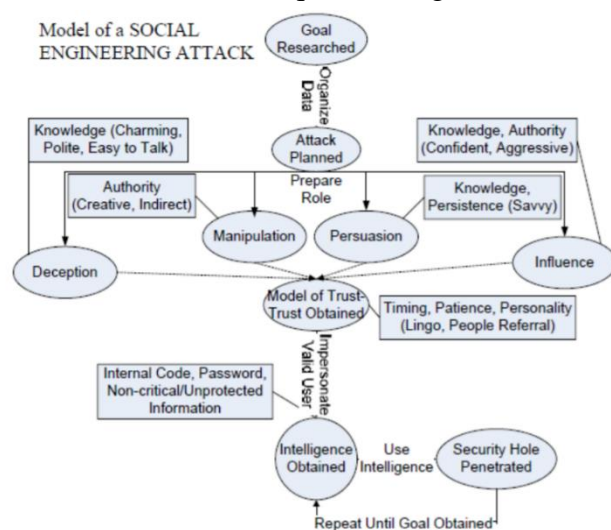 Model of a SOCIAL
ENGINEERING ATTACK
Goal
Researched
Organize
Data
Knowledge (Charming,
Polite, Easy to Talk)
Attack
Planned
Knowledge, Authority
(Confident, Aggressive)
Prepare
Role
Authority
(Creative, Indirect)
Knowledge,
Persistence (Savvy)
Manipulation
Persuasion
Deception
Influence
Model of Trust-
Trust Obtained
Timing, Patience, Personality
(Lingo, People Referral)
Impersonate
Valid User
Internal Code, Password,
Non-critical/Unprotected
Information
Intelligence
Obtained
Use
Intelligence
Security Hole
Penetrated
Repeat Until Goal Obtained